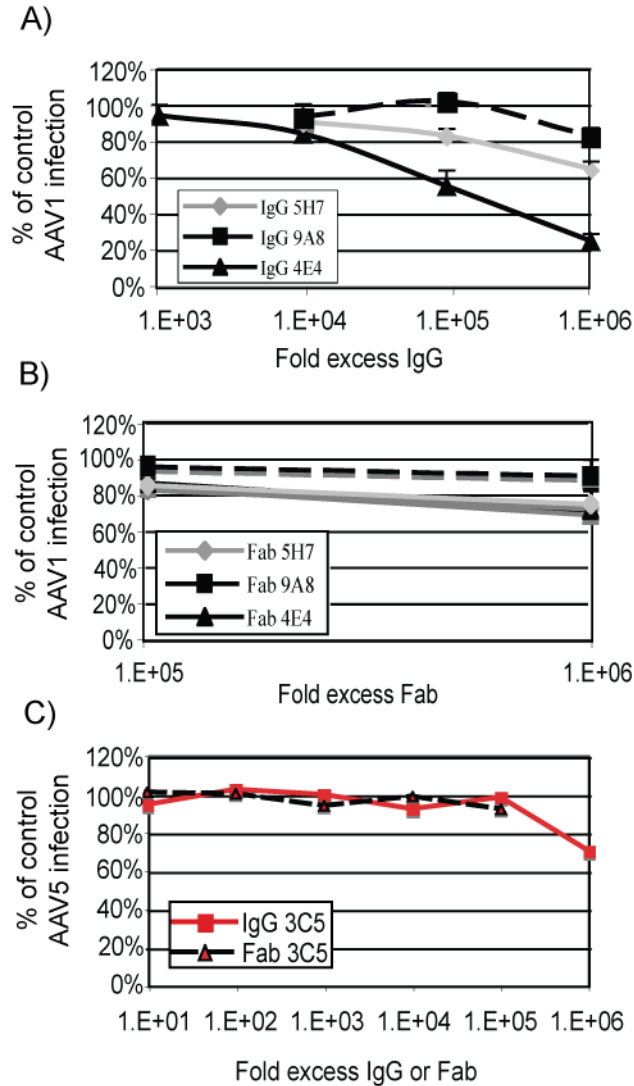 A)
% of control
AAV1 infection
120%
100%
80%
60%
40%
20%
0%
IgG 5H7
IgG 9A8
IgG 4E4
1.E+03 1.E+04 1.E+05 1.E+06
Fold excess IgG
B)
% of control
AAV1 infection
120%
100%
80%
60%
40%
20%
0%
Fab 5H7
Fab 9A8
Fab 4E4
1.E+05 1.E+06
Fold excess Fab
C)
% of control
AAV5 infection
120%
100%
80%
60%
40%
20%
0%
IgG 3C5
Fab 3C5
1.E+01 1.E+02 1.E+03 1.E+04 1.E+05 1.E+06
Fold excess IgG or Fab